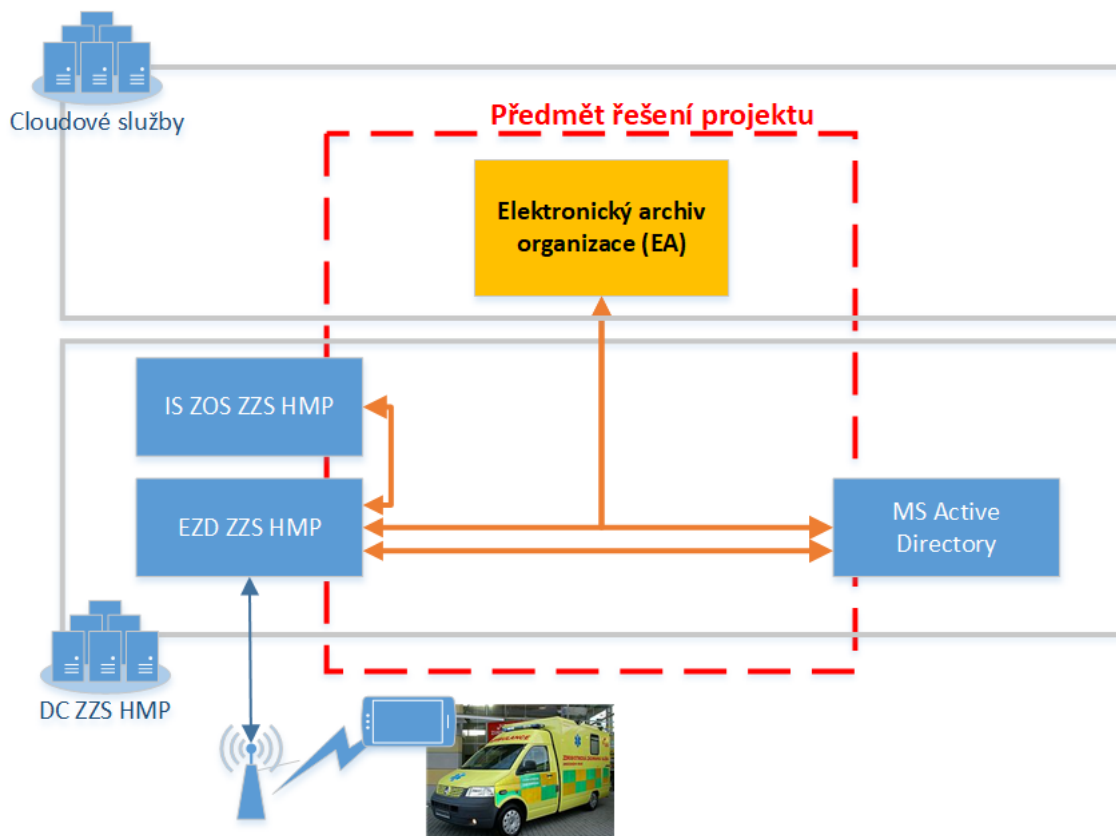 Cloudové služby
Předmět řešení projektu
Elektronický archiv
organizace (EA)
IS ZOS ZZS HMP
EZD ZZS HMP
MS Active
Directory
DC ZZS HMP